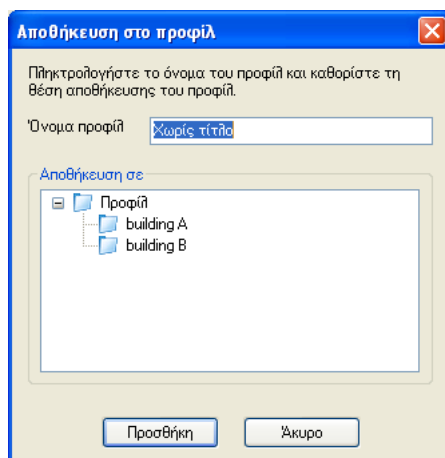 Αποθήκευση στο προφίλ
Πληκτρολογήστε το όνομα του προφίλ και καθορίστε τη
θέση αποθήκευσης του προφίλ.
Όνομα προφίλ
Χωρίς τίτλο
Αποθήκευση σε
Προφίλ
building A
building B
Προσθήκη
Άκυρο